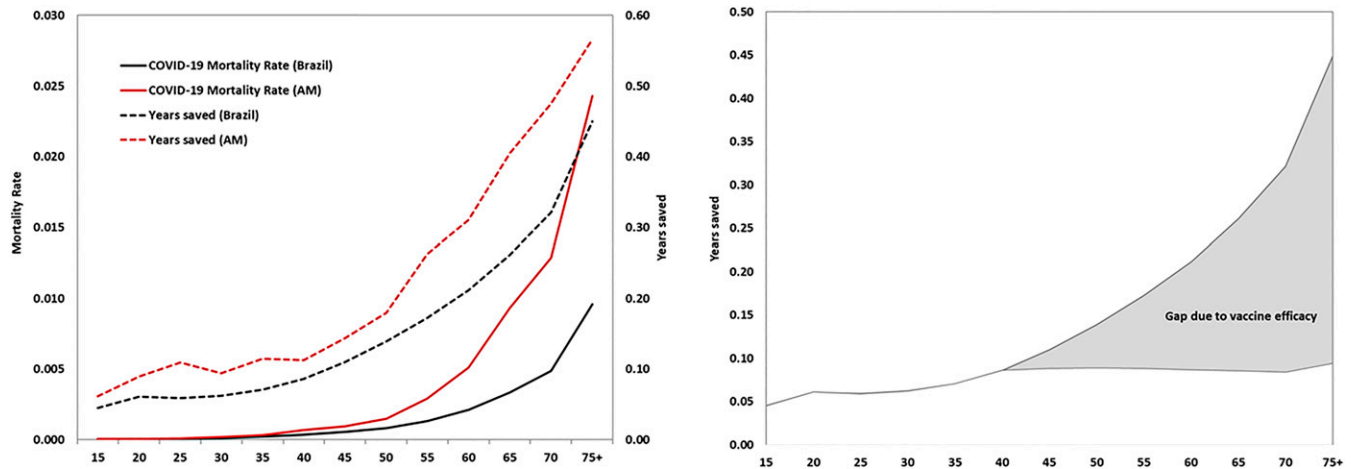 0.030
0.025
0.020
0.015
0.010
0.005
0.000
Mortality Rate
COVID-19 Mortality Rate (Brazil)
COVID-19 Mortality Rate (AM)
Years saved (Brazil)
Years saved (AM)
0.60
0.50
0.40
0.30
0.20
0.10
0.00
Years saved
15 20 25 30 35 40 45 50 55 60 65 70 75+
0.50
0.45
0.40
0.35
0.30
0.25
0.20
0.15
0.10
0.05
0.00
Years saved
Gap due to vaccine efficacy
15 20 25 30 35 40 45 50 55 60 65 70 75+